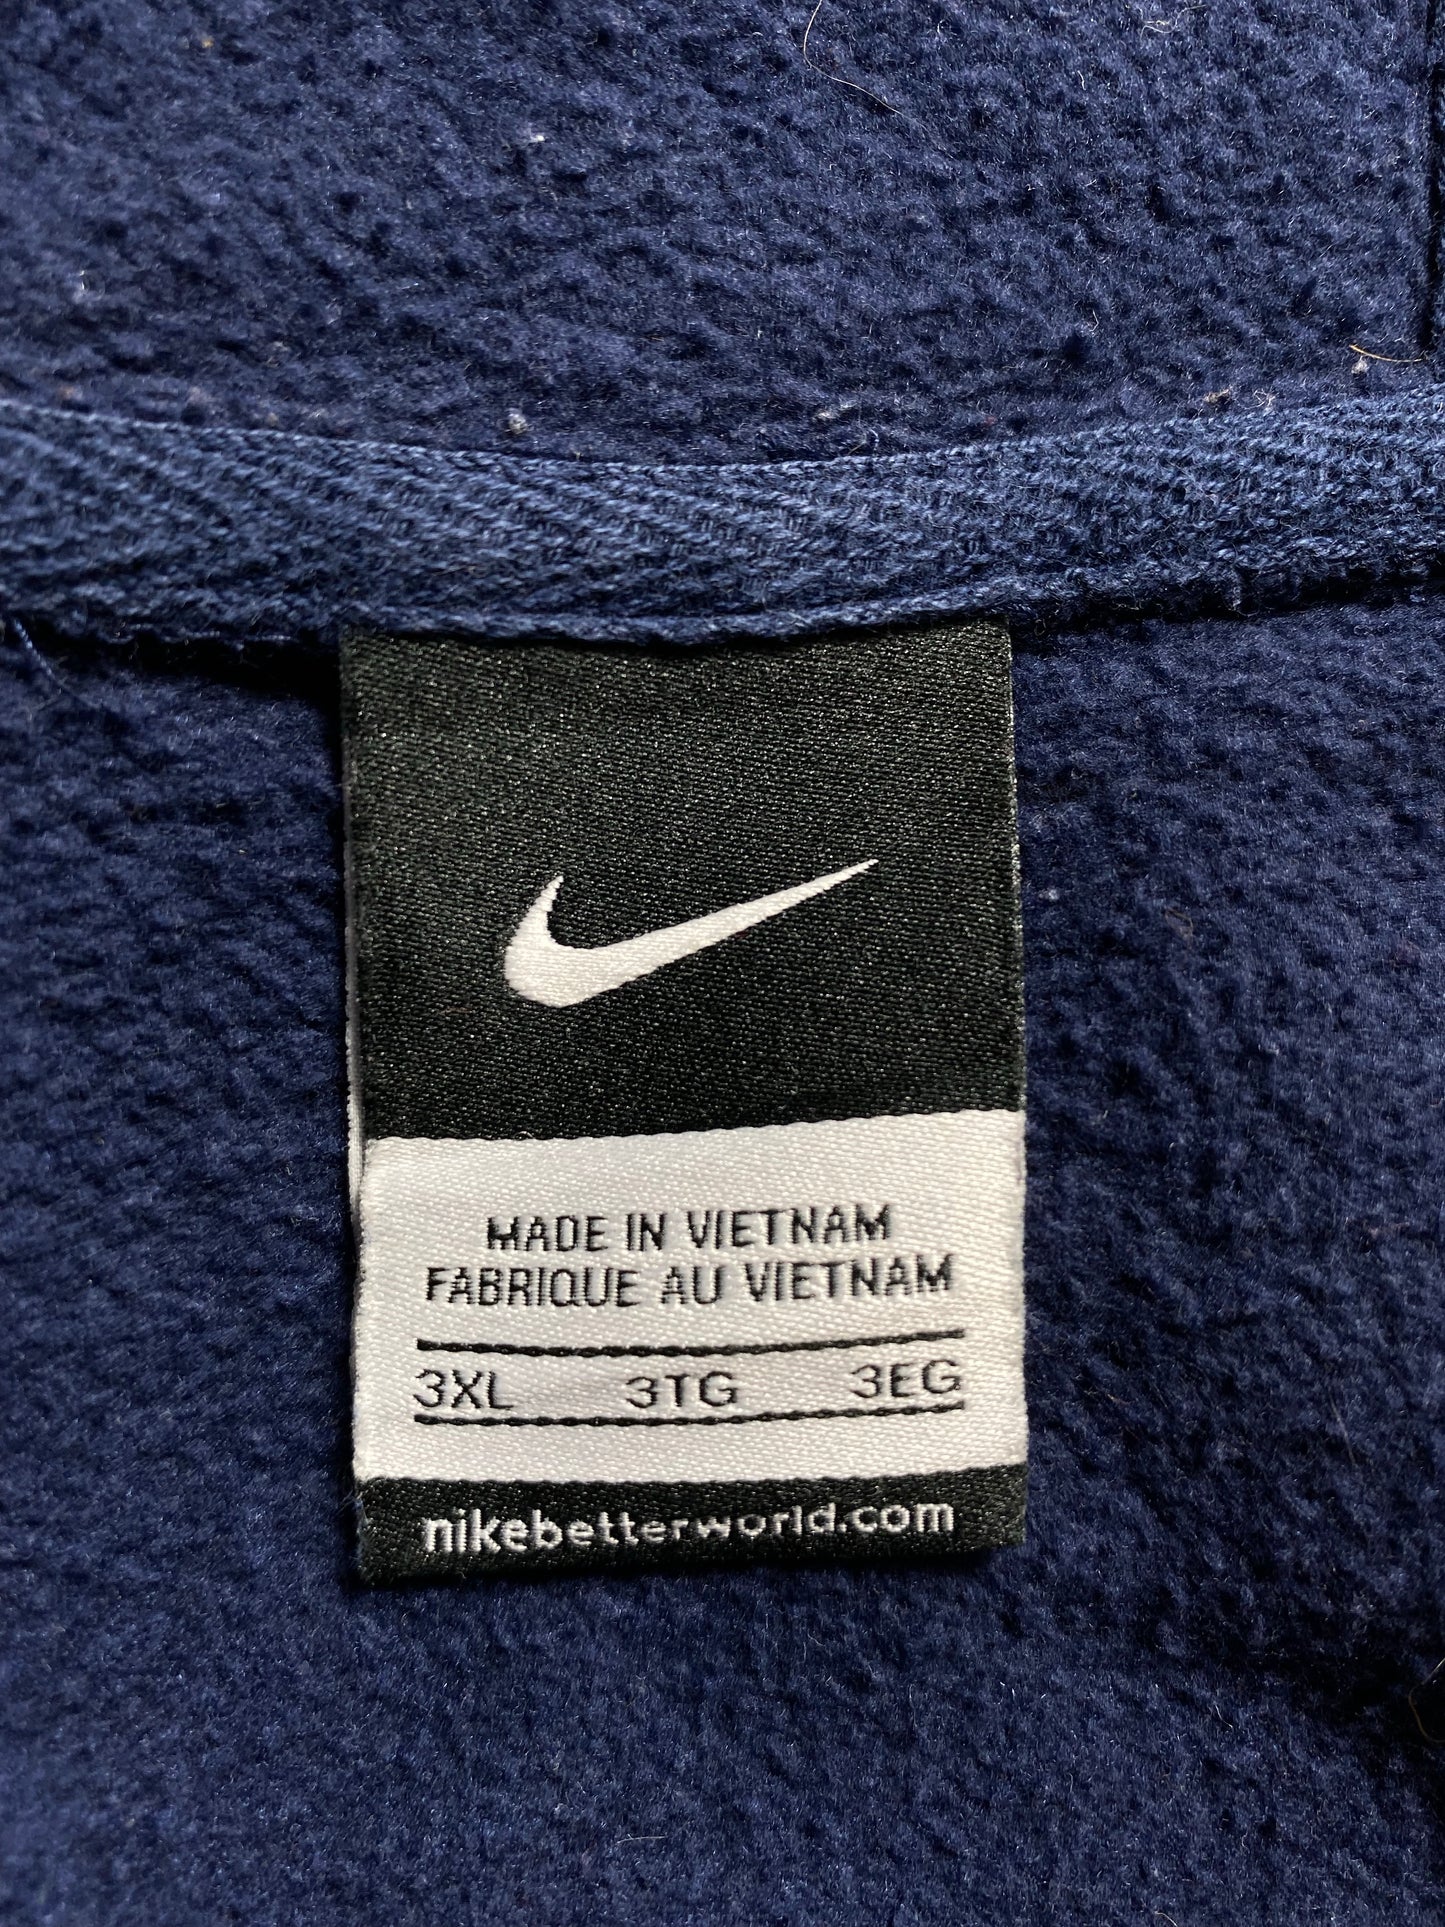 MADE IN VIETNAM
FABRIQUE AU VIETNAM
3XL 3TG 3EG
nikebetterworld.com